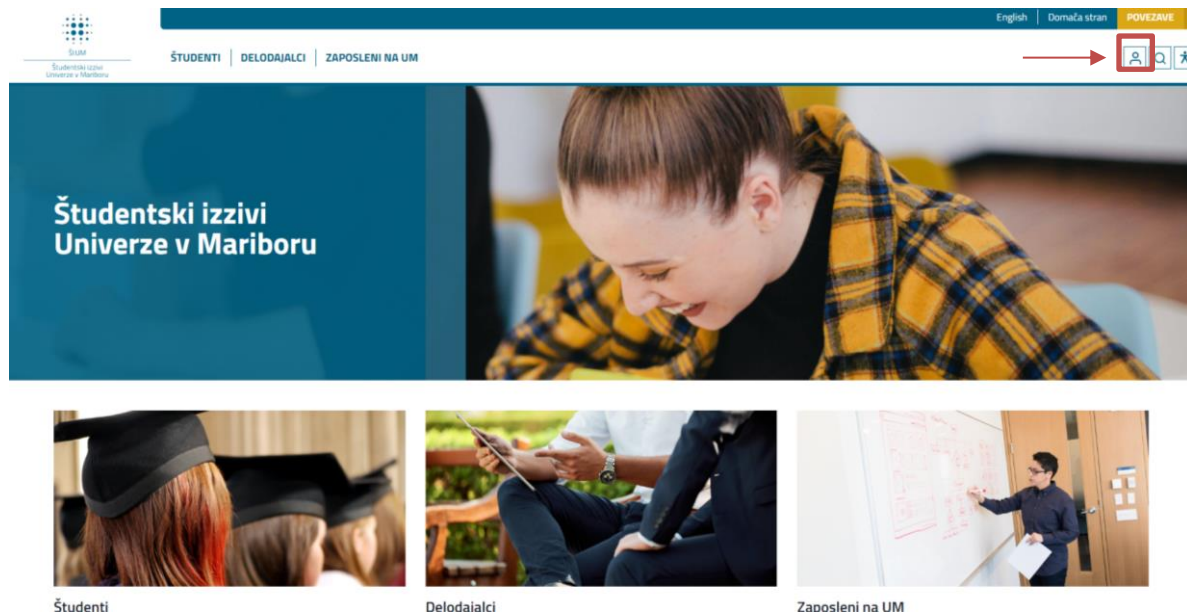 English
Domača stran
POVEZAVE
ŠIUM
Študentski izzivi
Univerze v Mariboru
ŠTUDENTI
DELODAJALCI
ZAPOSLENI NA UM
Študentski izzivi
Univerze v Mariboru
Študenti
Delodajalci
Zaposleni na UM